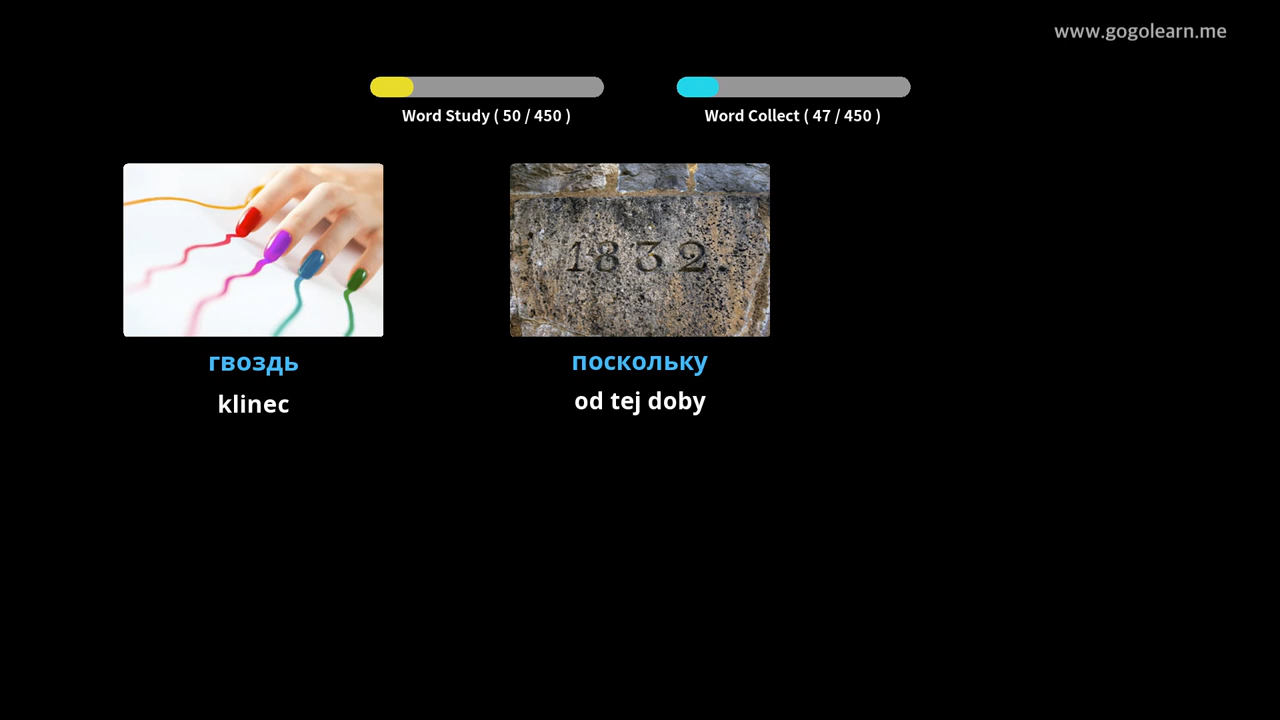 www.gogolearn.me
Word Study ( 50 / 450 )
Word Collect ( 47 / 450 )
1832.
гвоздь
klinec
поскольку
od tej doby